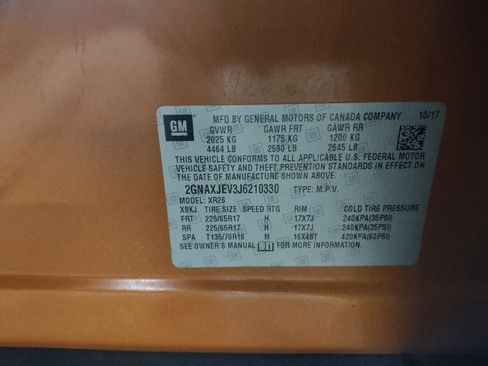 GM
MFD BY GENERAL MOTORS OF CANADA COMPANY 10/17
GVWR GAWR FRT GAWR RR
2025 KG 1175 KG 1200 KG
4464 LB 2590 LB 2645 LB
THIS VEHICLE CONFORMS TO ALL APPLICABLE U.S. FEDERAL MOTOR
VEHICLE SAFETY AND THEFT PREVENTION STANDARDS IN EFFECT ON
THE DATE OF MANUFACTURE SHOWN ABOVE.
2GNAXJEV3J6210330 TYPE: M.P.V.
MODEL: XR26
XBKJ TIRE SIZE SPEED RTG RIM COLD TIRE PRESSURE
FRT 225/65R17 H 17X7J 240KPA(35PSI)
RR 225/65R17 H 17X7J 240KPA(35PSI)
SPA T135/70R16 M 16X4BT 420KPA(60PSI)
SEE OWNER'S MANUAL FOR MORE INFORMATION.